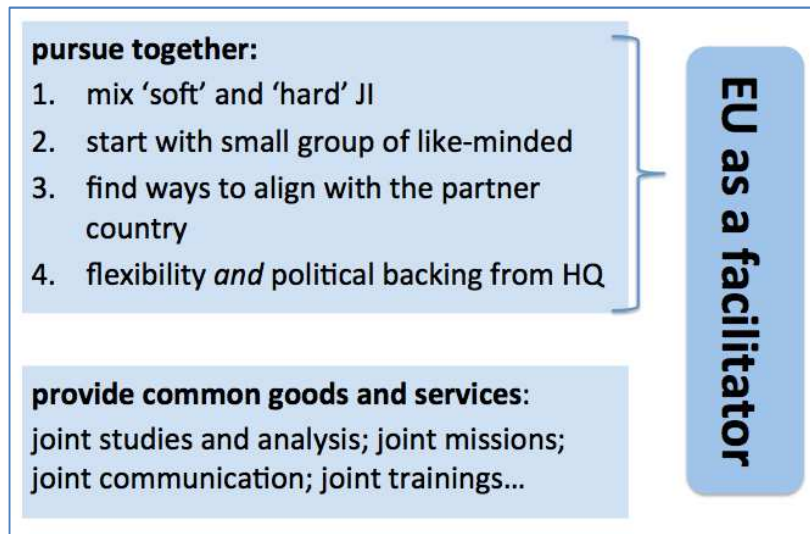 pursue together:
1. mix ‘soft’ and ‘hard’ JI
2. start with small group of like-minded
3. find ways to align with the partner
country
4. flexibility and political backing from HQ
provide common goods and services:
joint studies and analysis; joint missions;
joint communication; joint trainings…
EU as a facilitator